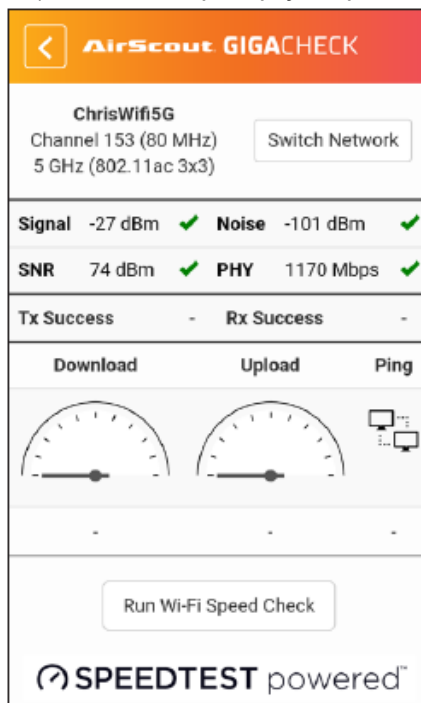 AirScout GIGACHECK
ChrisWifi5G
Channel 153 (80 MHz)
5 GHz (802.11ac 3x3)
Switch Network
Signal -27 dBm Noise -101 dBm
SNR 74 dBm PHY 1170 Mbps
Tx Success - Rx Success -
Download Upload Ping
- - -
Run Wi-Fi Speed Check
SPEEDTEST powered™